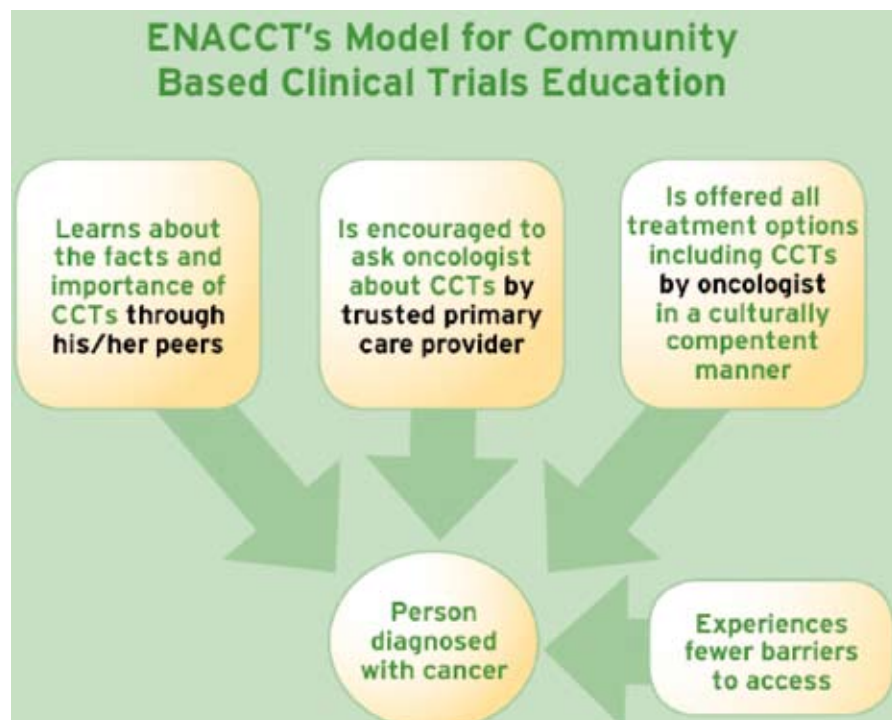 ENACCT's Model for Community
Based Clinical Trials Education
Learns about
the facts and
importance of
CCTs through
his/her peers
Is encouraged to
ask oncologist
about CCTs by
trusted primary
care provider
Is offered all
treatment options
including CCTs
by oncologist
in a culturally
compentent
manner
Person
diagnosed
with cancer
Experiences
fewer barriers
to access